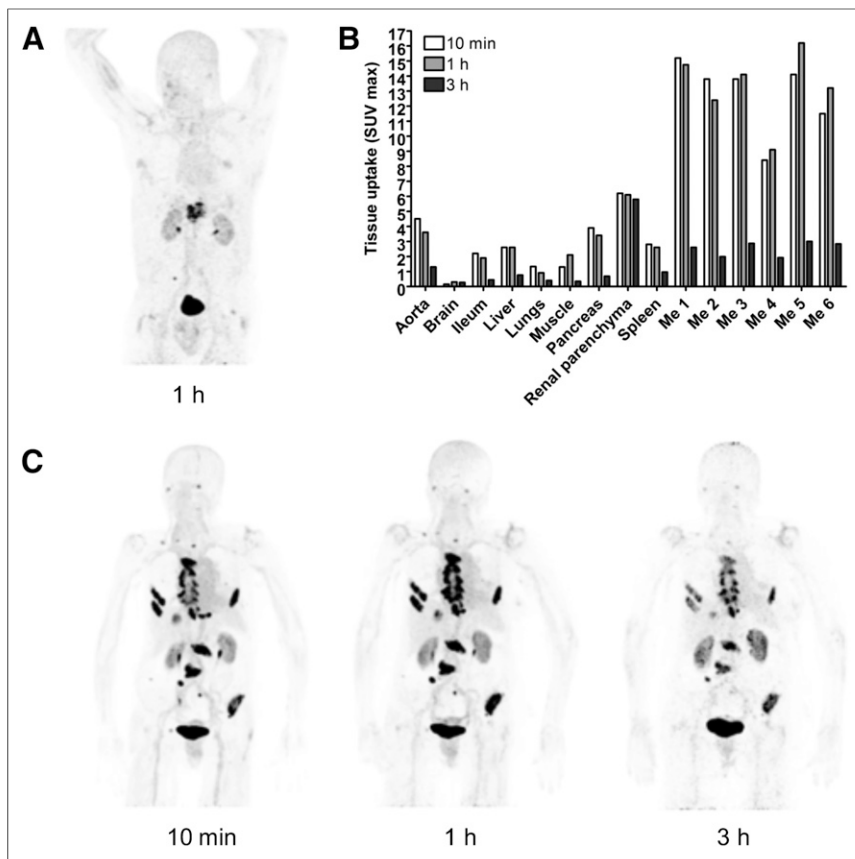 A
1 h
B
Tissue uptake (SUV max)
17
16
15
14
13
12
11
10
9
8
7
6
5
4
3
2
1
0
10 min
1 h
3 h
Aorta
Brain
Ileum
Liver
Lungs
Muscle
Pancreas
Renal parenchyma
Spleen
Me 1
Me 2
Me 3
Me 4
Me 5
Me 6
C
10 min
1 h
3 h